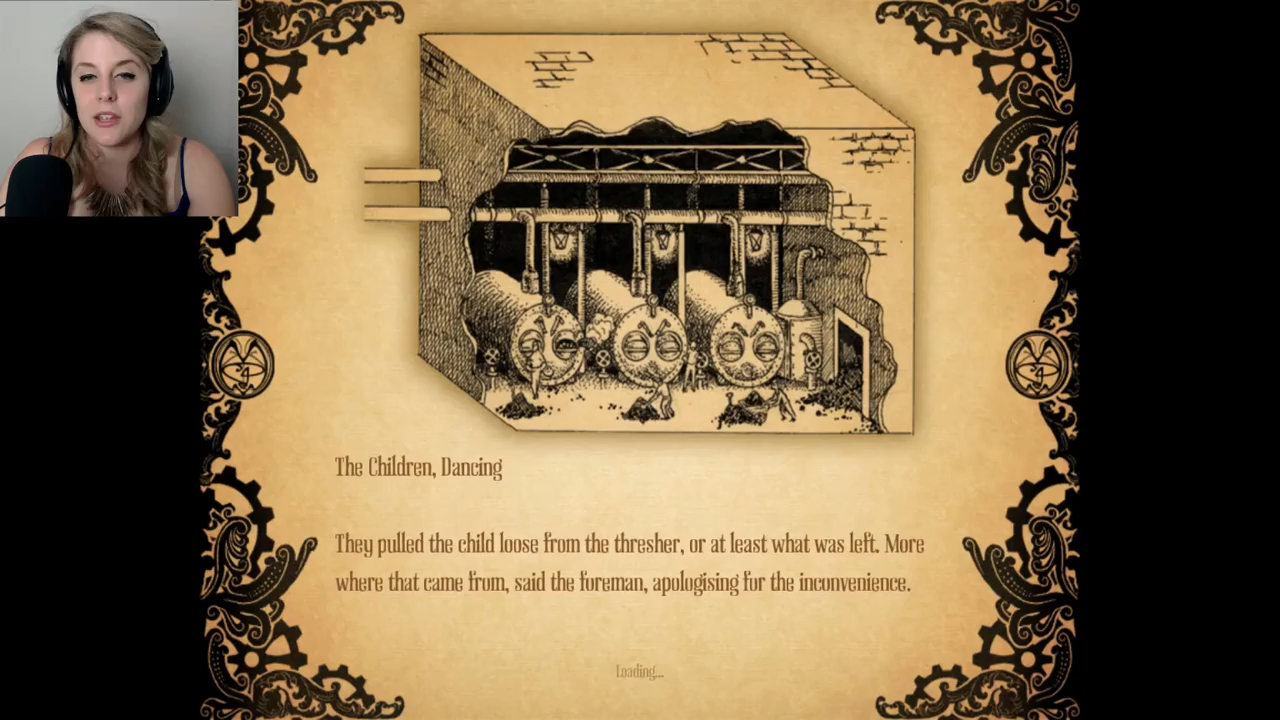 The Children, Dancing
They pulled the child loose from the thresher, or at least what was left. More
where that came from, said the foreman, apologising for the inconvenience.
Loading...